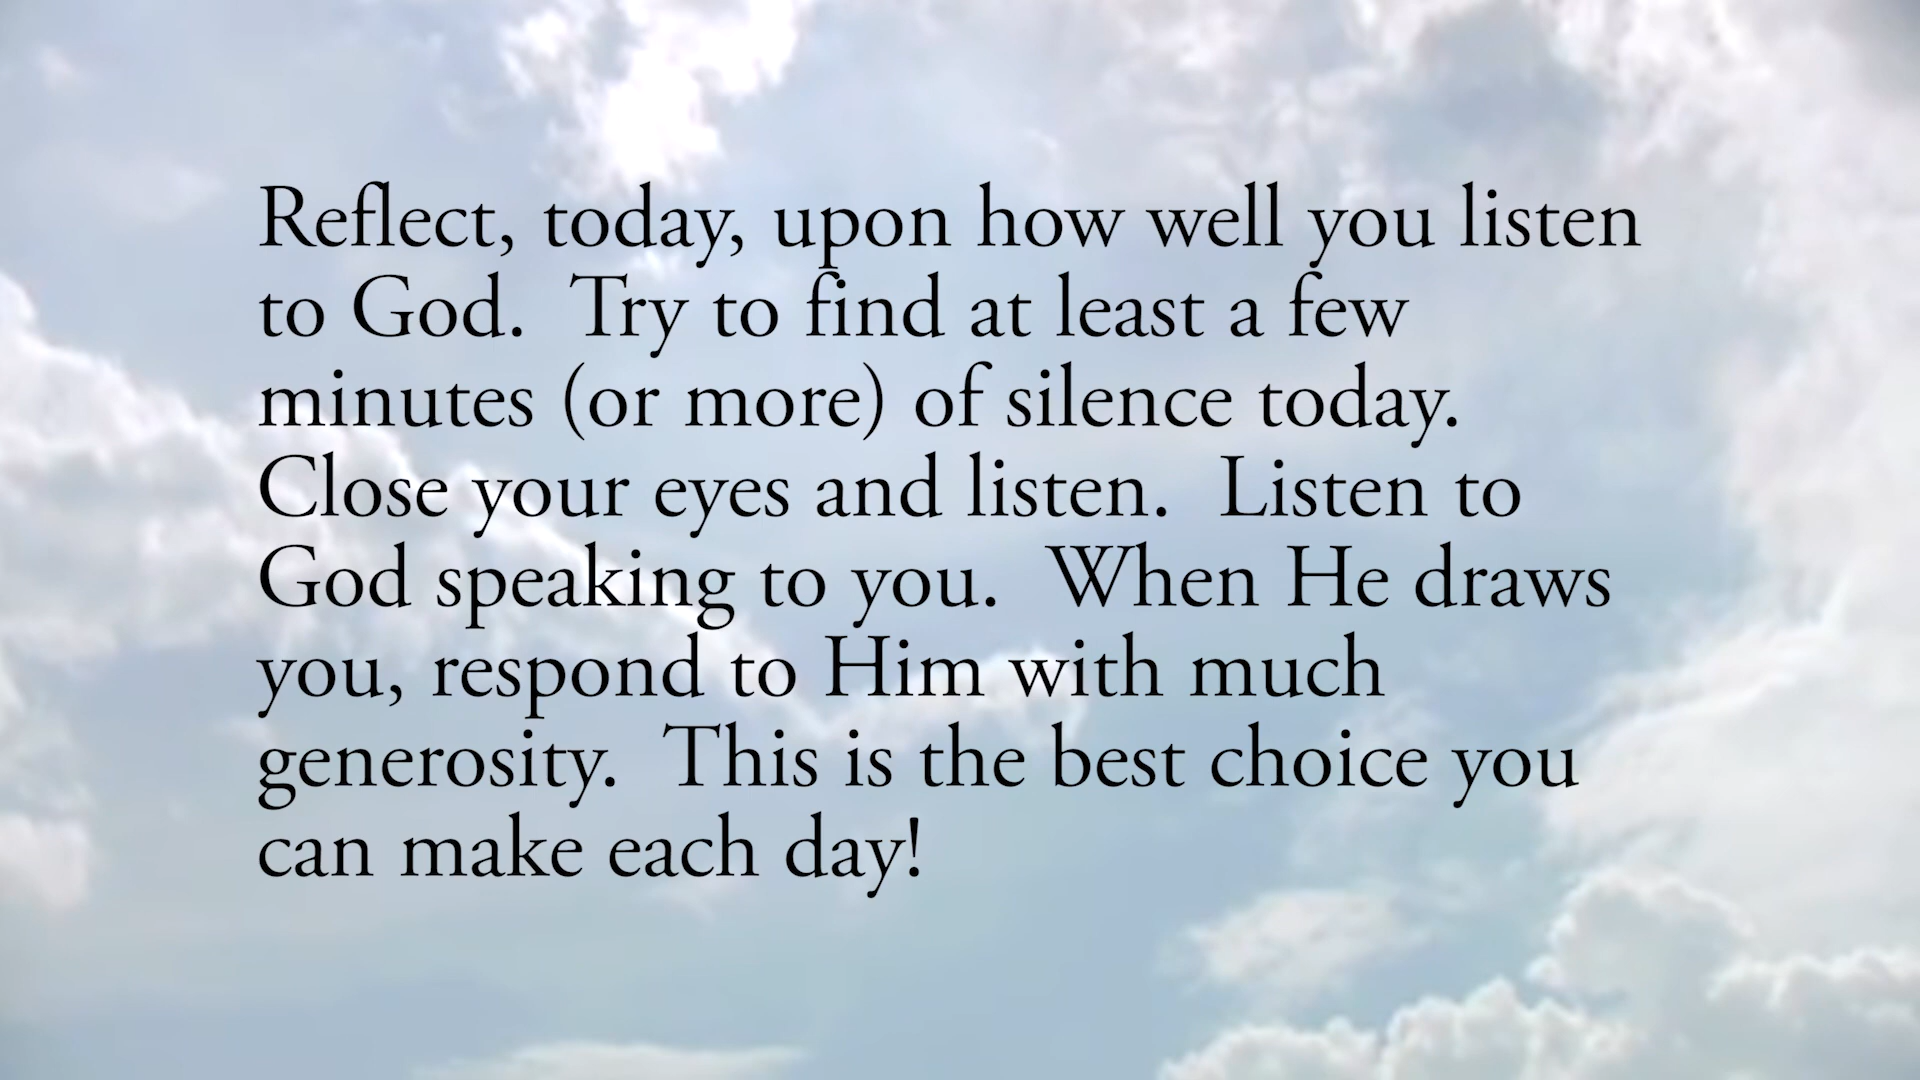 Reflect, today, upon how well you listen
to God.  Try to find at least a few
minutes (or more) of silence today.
Close your eyes and listen.  Listen to
God speaking to you.  When He draws
you, respond to Him with much
generosity.  This is the best choice you
can make each day!